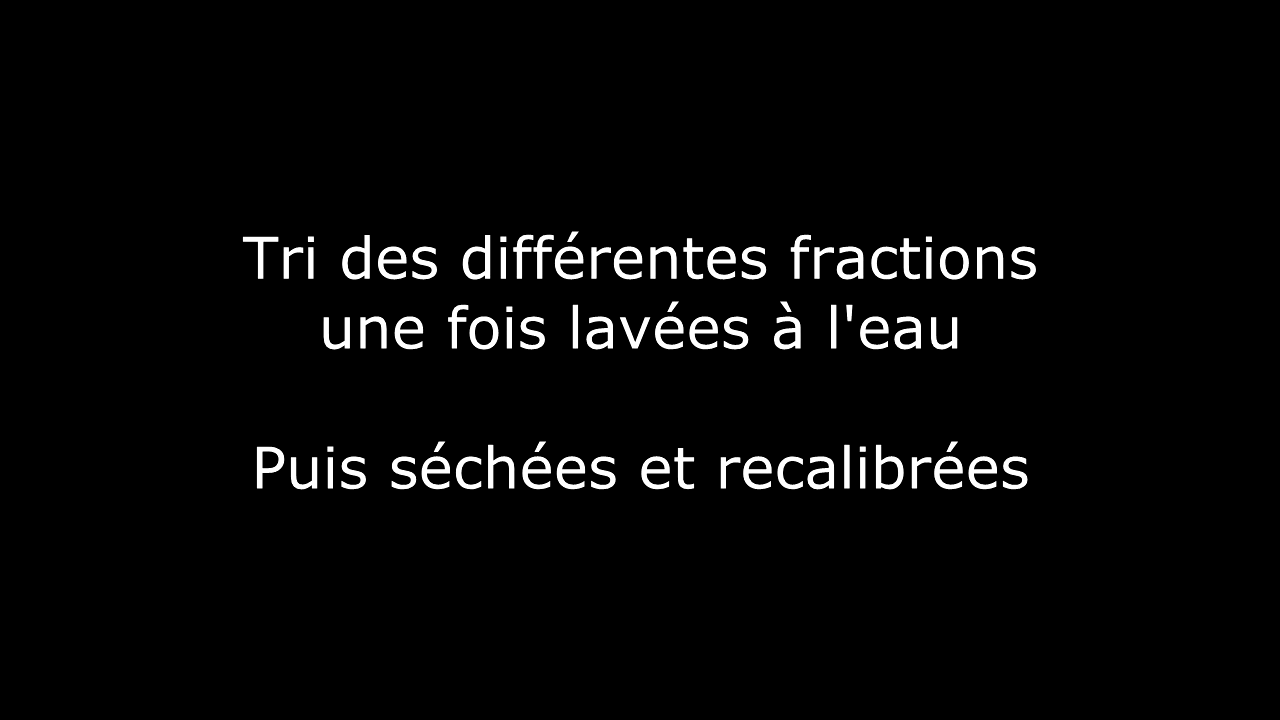 Tri des différentes fractions
une fois lavées à l'eau
Puis séchées et recalibrées